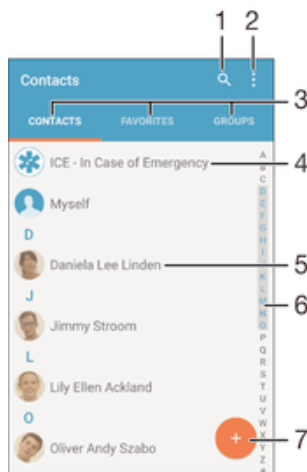 1 2
Contacts
3
CONTACTS FAVORITES GROUPS
ICE - In Case of Emergency
4
Myself
D
Daniela Lee Linden
5
J
6
Jimmy Stroom
L
Lily Ellen Ackland
O
Oliver Andy Szabo
+
7
A
B
C
D
E
F
G
H
I
K
L
M
N
O
P
Q
R
S
T
U
V
W
X
Y
Z